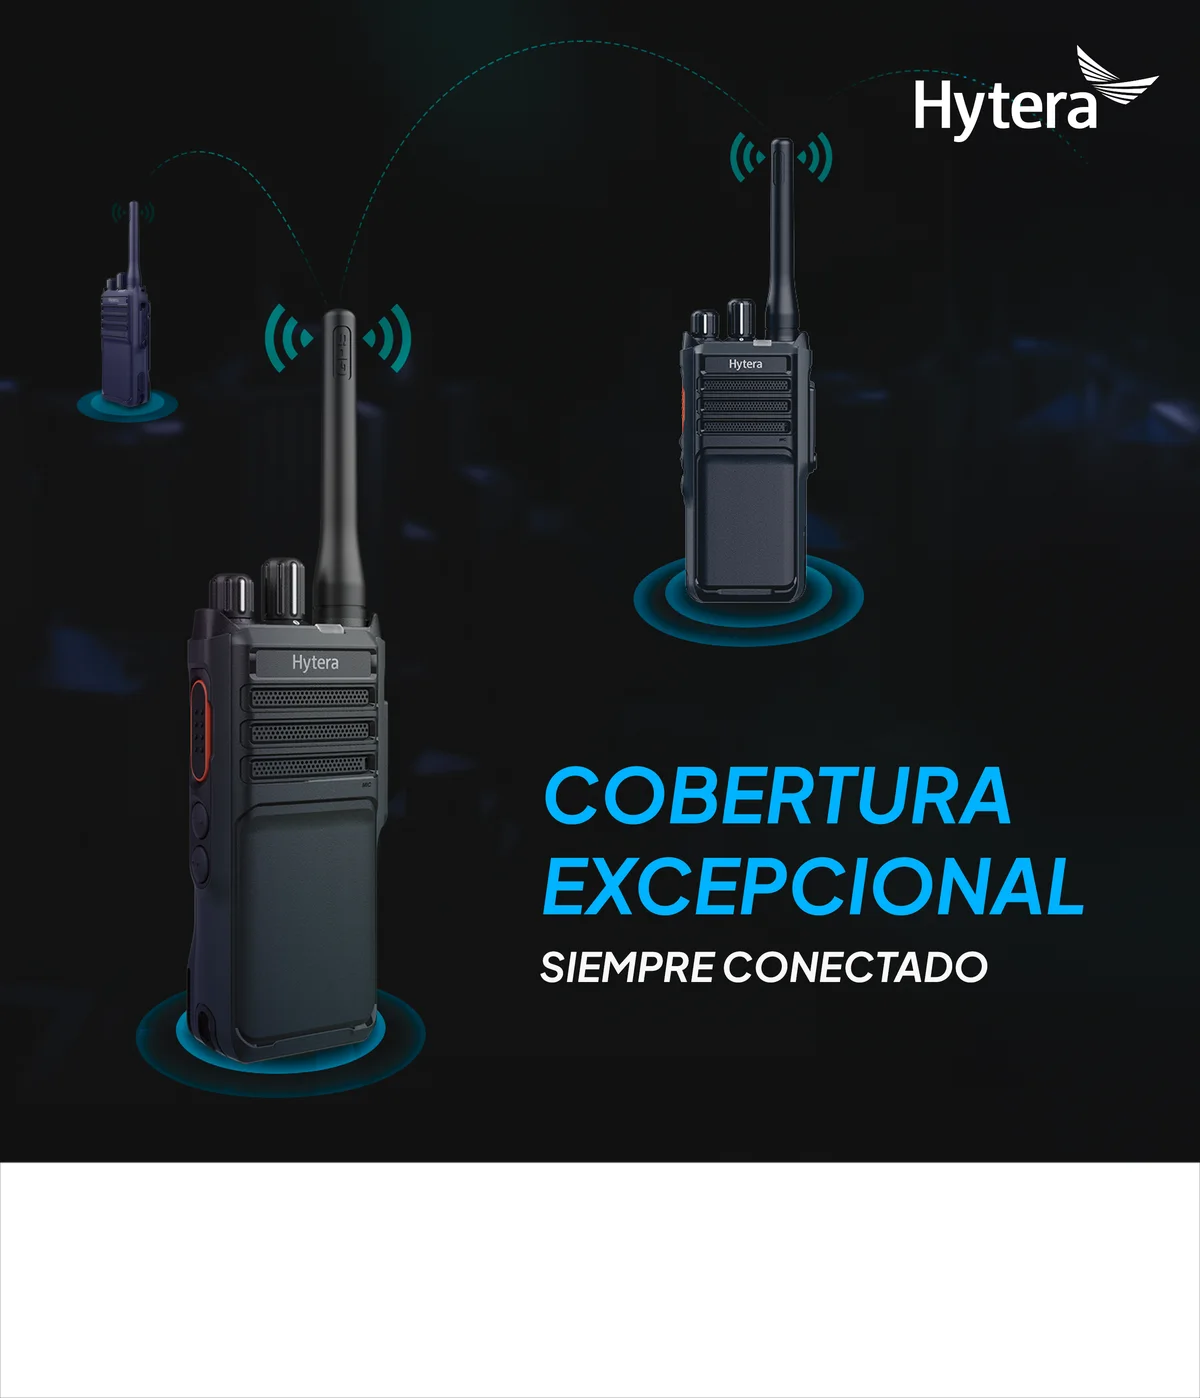 Hytera
Hytera
Hytera
COBERTURA
EXCEPCIONAL
SIEMPRE CONECTADO